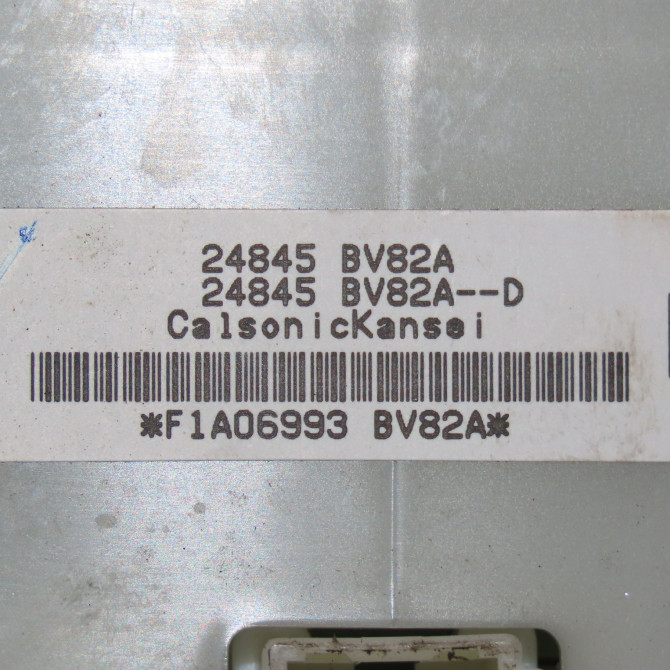 24845 BV82A
24845 BV82A--D
CalsonicKansei
*F1A06993 BV82A*